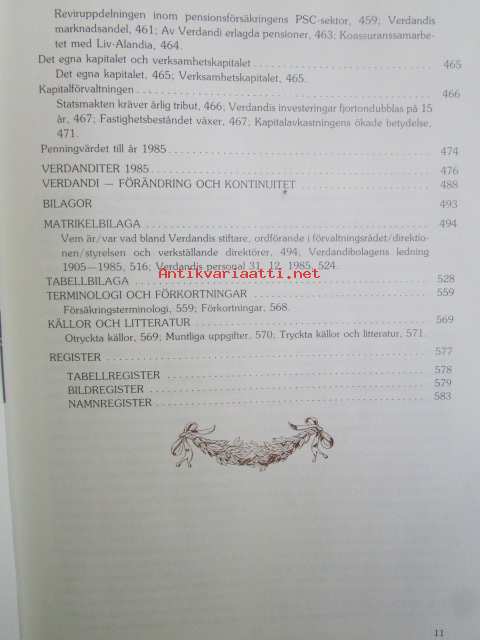 Reviruppdelningen inom pensionsförsäkringens PSC-sektor, 459; Verdandis
marknadsandel, 461; Av Verdandi erlagda pensioner, 463; Koassuranssamarbe-
tet med Liv-Alandia, 464.
Det egna kapitalet och verksamhetskapitalet 465
Det egna kapitalet, 465; Verksamhetskapitalet, 465.
Kapitalförvaltningen 466
Statsmakten kräver årlig tribut, 466; Verdandis investeringar fjortondubblas på 15
år, 467; Fastighetsbeståndet växer, 467; Kapitalavkastningens ökade betydelse,
471.
Penningvärdet till år 1985 474
VERDANDITER 1985 476
VERDANDI — FÖRÄNDRING OCH KONTINUITET 488
BILAGOR 493
MATRIKELBILAGA 494
Vem är/var vad bland Verdandis stiftare, ordförande i förvaltningsrådet/direktio-
nen/styrelsen och verkställande direktörer, 494; Verdandibolagens ledning
1905—1985, 516; Verdandis personal 31. 12. 1985, 524.
Antikvariaatti.net
TABELLBILAGA 528
TERMINOLOGI OCH FÖRKORTNINGAR 559
Försäkringsterminologi, 559; Förkortningar, 568.
KÄLLOR OCH LITTERATUR 569
Otryckta källor, 569; Muntliga uppgifter, 570; Tryckta källor och litteratur, 571.
REGISTER 577
TABELLREGISTER 578
BILDREGISTER 579
NAMNREGISTER 583
11